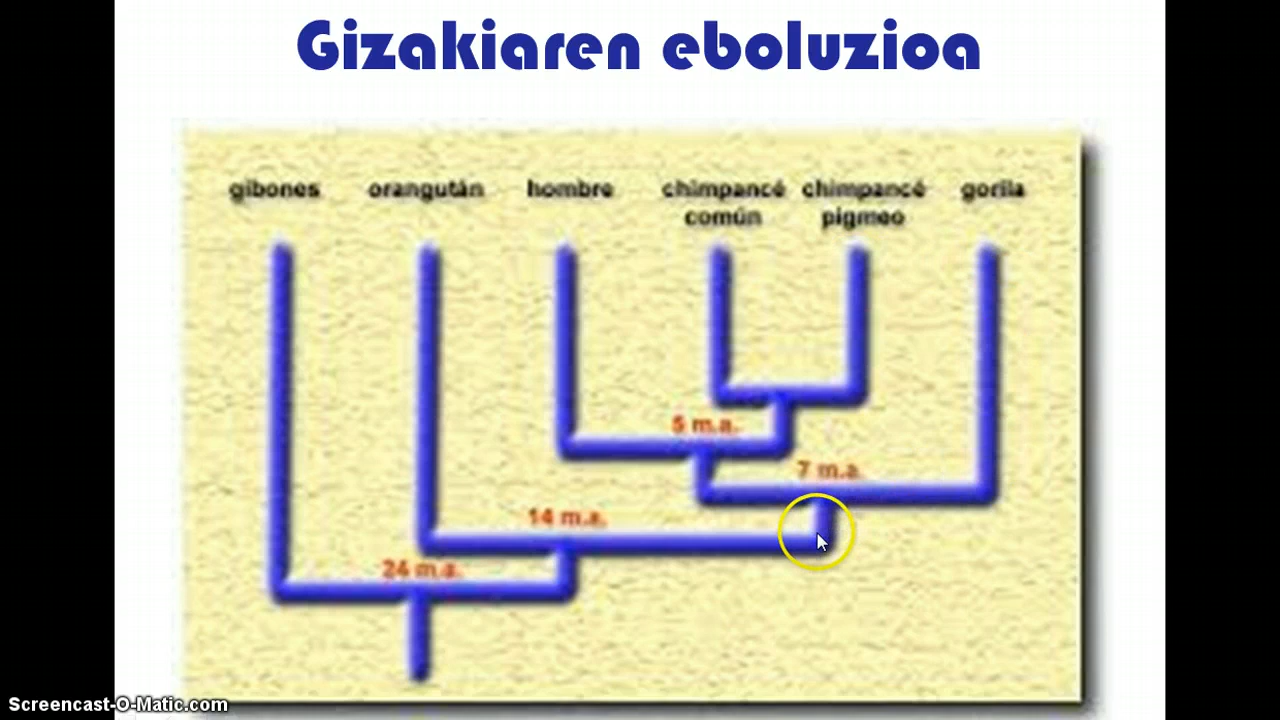 Gizakiaren eboluzioa
gibones orangután hombre chimpancé chimpancé gorila
común pigmeo
5 m.a.
7 m.a.
14 m.a.
24 m.a.
Screencast-O-Matic.com